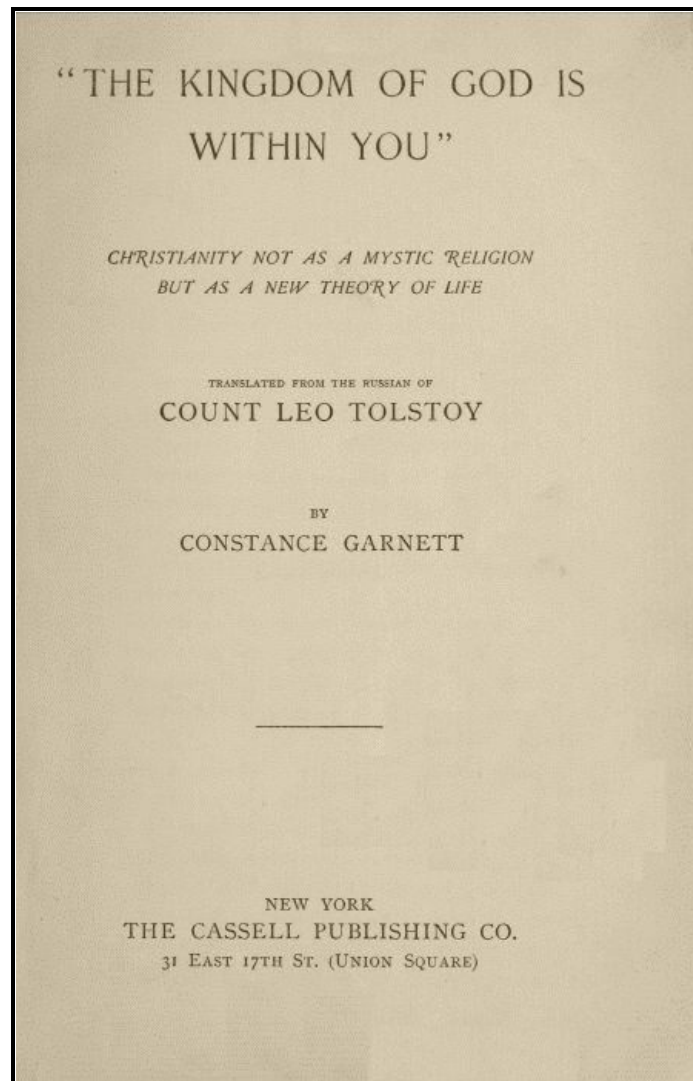 “THE KINGDOM OF GOD IS
WITHIN YOU”
CHRISTIANITY NOT AS A MYSTIC RELIGION
BUT AS A NEW THEORY OF LIFE
TRANSLATED FROM THE RUSSIAN OF
COUNT LEO TOLSTOY
BY
CONSTANCE GARNETT
NEW YORK
THE CASSELL PUBLISHING CO.
31 EAST 17TH ST. (UNION SQUARE)